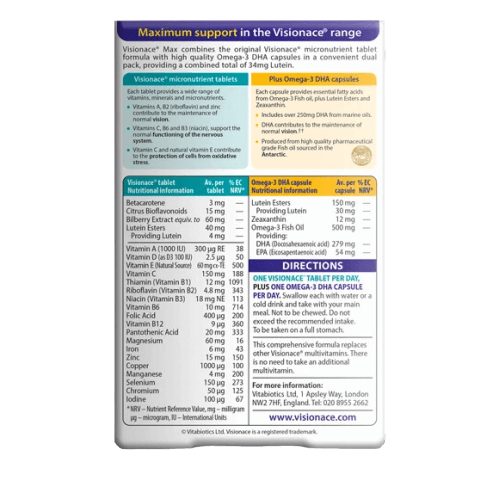 Maximum support in the Visionace® range
Visionace® Max combines the original Visionace® micronutrient tablet
formula with high quality Omega-3 DHA capsules in a convenient dual
pack, providing a combined total of 34mg Lutein.
Visionace® micronutrient tablets
Each tablet provides a wide range of
vitamins, minerals and micronutrients.
• Vitamins A, B2 (riboflavin) and zinc
contribute to the maintenance of
normal vision.
• Vitamins C, B6 and B3 (niacin), support the
normal functioning of the nervous
system.
• Vitamin C and natural vitamin E contribute
to the protection of cells from oxidative
stress.
Plus Omega-3 DHA capsules
Each capsule provides essential fatty acids
from Omega-3 Fish oil, plus Lutein Esters and
Zeaxanthin.
• Includes over 250mg DHA from marine oils.
• DHA contributes to the maintenance of
normal vision.††
• Produced from high quality pharmaceutical
grade Fish oil sourced in the
Antarctic.
Visionace® tablet Av. per % EC
Nutritional information tablet NRV*
Betacarotene 3 mg —
Citrus Bioflavonoids 15 mg —
Bilberry Extract equiv. to 60 mg —
Lutein Esters 40 mg —
Providing Lutein 4 mg —
Vitamin A (1000 IU) 300 µg RE 38
Vitamin D (as D3 100 IU) 2.5 µg 50
Vitamin E (Natural Source) 60 mg α-TE 500
Vitamin C 150 mg 188
Thiamin (Vitamin B1) 12 mg 1091
Riboflavin (Vitamin B2) 4.8 mg 343
Niacin (Vitamin B3) 18 mg NE 113
Vitamin B6 10 mg 714
Folic Acid 400 µg 200
Vitamin B12 9 µg 360
Pantothenic Acid 20 mg 333
Magnesium 60 mg 16
Iron 6 mg 43
Zinc 15 mg 150
Copper 1000 µg 100
Manganese 4 mg 200
Selenium 150 µg 273
Chromium 50 µg 125
Iodine 100 µg 67
*NRV – Nutrient Reference Value, mg – milligram
µg – microgram, IU – International Units
Omega-3 DHA capsule Av. per % EC
Nutritional information capsule NRV*
Lutein Esters 150 mg —
Providing Lutein 30 mg —
Zeaxanthin 12 mg —
Omega-3 Fish Oil 500 mg —
Providing:
DHA (Docosahexaenoic acid) 279 mg —
EPA (Eicosapentaenoic acid) 54 mg —
DIRECTIONS
ONE VISIONACE® TABLET PER DAY,
PLUS ONE OMEGA-3 DHA CAPSULE
PER DAY. Swallow each with water or a
cold drink and take with your main
meal. Not to be chewed. Do not
exceed the recommended intake.
To be taken on a full stomach.
This comprehensive formula replaces
other Visionace® multivitamins. There
is no need to take an additional
multivitamin.
For more information:
Vitabiotics Ltd, 1 Apsley Way, London
NW2 7HF, England. Tel: 020 8955 2662
www.visionace.com
© Vitabiotics Ltd. Visionace is a registered trademark.